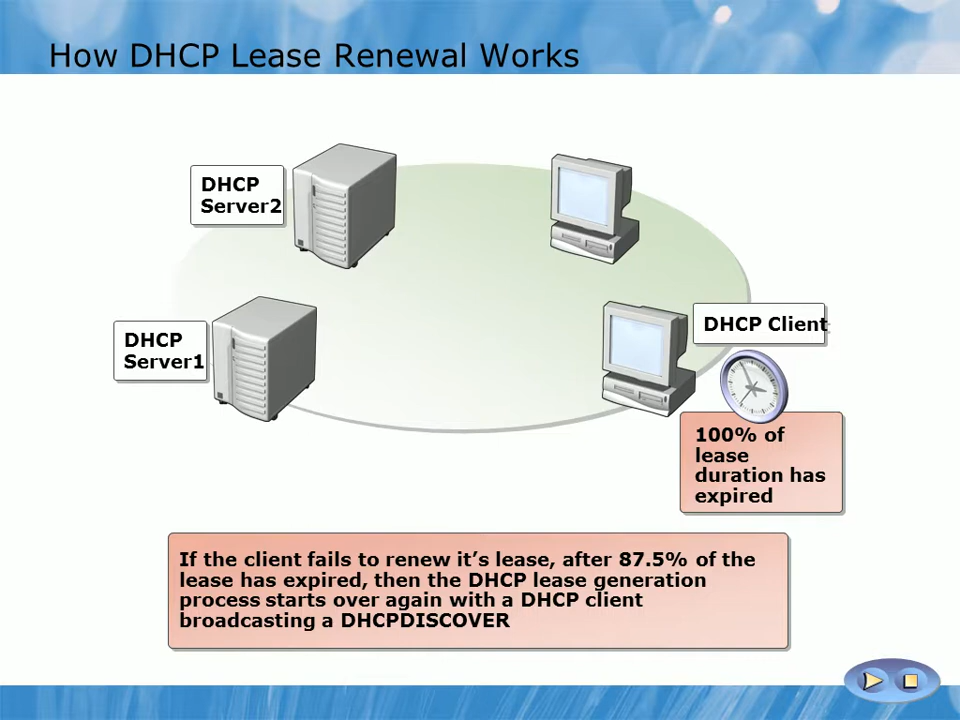 How DHCP Lease Renewal Works
DHCP
Server2
DHCP
Server1
DHCP Client
100% of
lease
duration has
expired
If the client fails to renew it’s lease, after 87.5% of the
lease has expired, then the DHCP lease generation
process starts over again with a DHCP client
broadcasting a DHCPDISCOVER